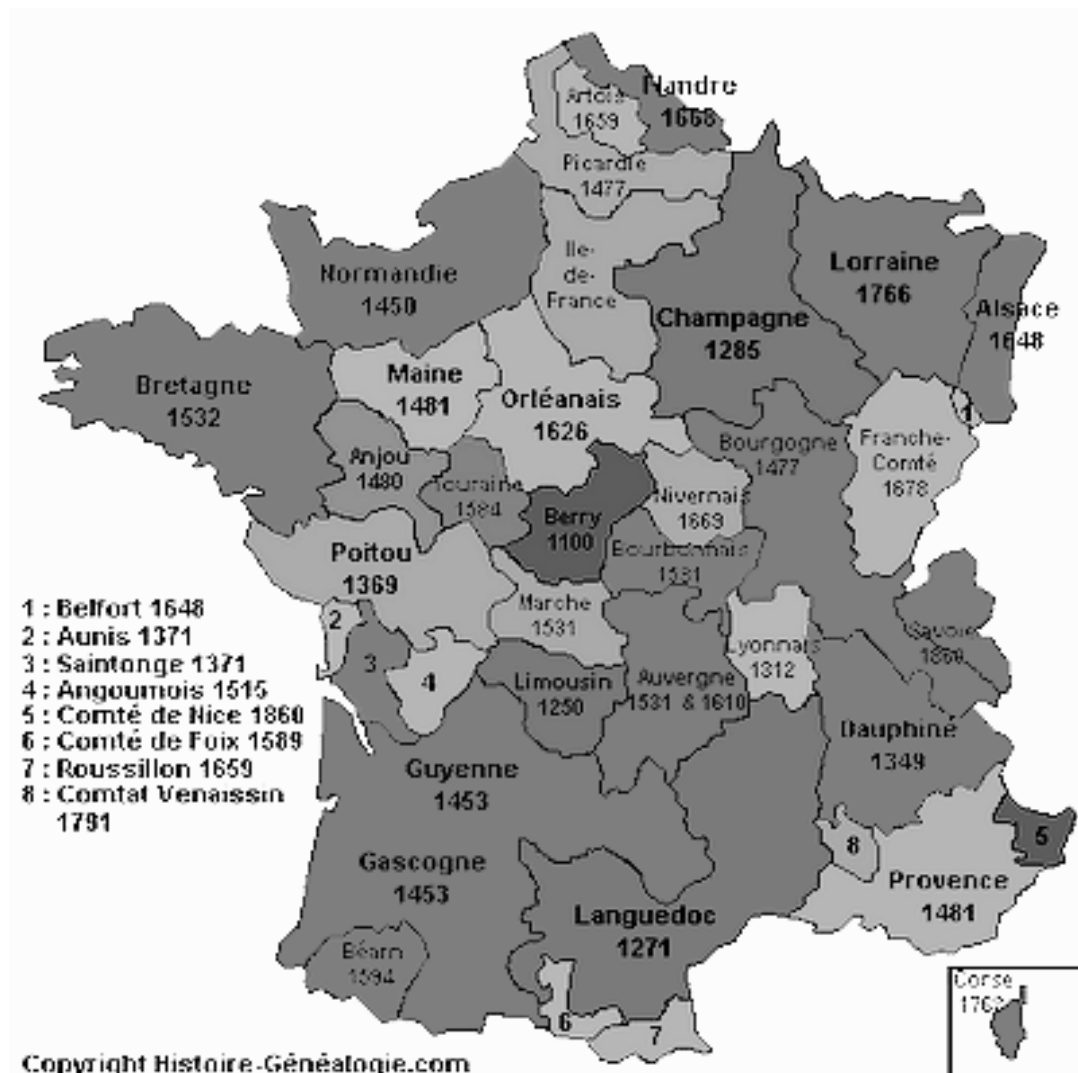 Flandre
1668
Artois
1659
Picardie
1477
Normandie
1450
Ile-
de-
France
Lorraine
1766
Alsace
1648
Champagne
1285
Bretagne
1532
Maine
1481
Orléanais
1626
Anjou
1480
Touraine
1584
Bourgogne
1477
Franche-
Comté
1678
1
Berry
1100
Nivernais
1669
Bourbonnais
1531
Poitou
1369
Marche
1531
2
3
4
Limousin
1250
Auvergne
1531 & 1610
Lyonnais
1312
Savoie
1860
Dauphiné
1349
1 : Belfort 1648
2 : Aunis 1371
3 : Saintonge 1371
4 : Angoumois 1515
5 : Comté de Nice 1860
6 : Comté de Foix 1589
7 : Roussillon 1659
8 : Comtat Venaissin
1791
Guyenne
1453
Gascogne
1453
Languedoc
1271
Provence
1481
8
5
Béarn
1594
6
7
Corse
Copyright Histoire-Généalogie.com